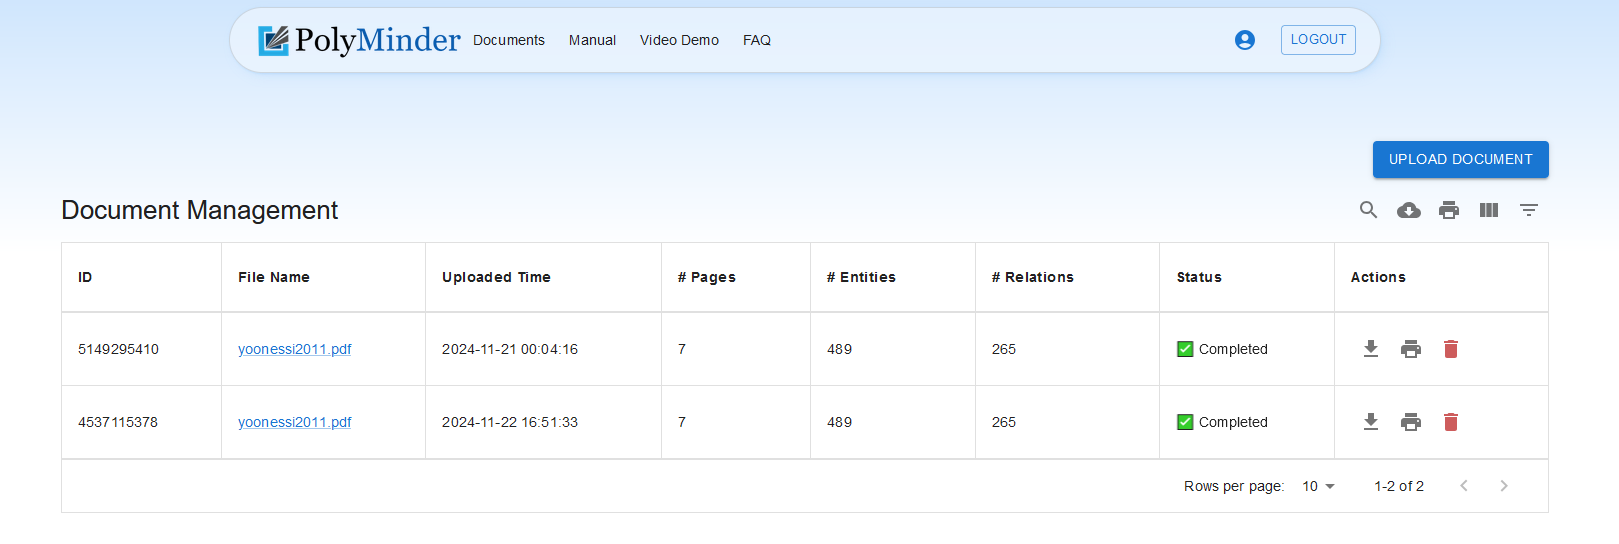 PolyMinder Documents Manual Video Demo FAQ LOGOUT
UPLOAD DOCUMENT
Document Management
ID File Name Uploaded Time # Pages # Entities # Relations Status Actions
5149295410 yoonessi2011.pdf 2024-11-21 00:04:16 7 489 265 ✅ Completed
4537115378 yoonessi2011.pdf 2024-11-22 16:51:33 7 489 265 ✅ Completed
Rows per page: 10 1-2 of 2